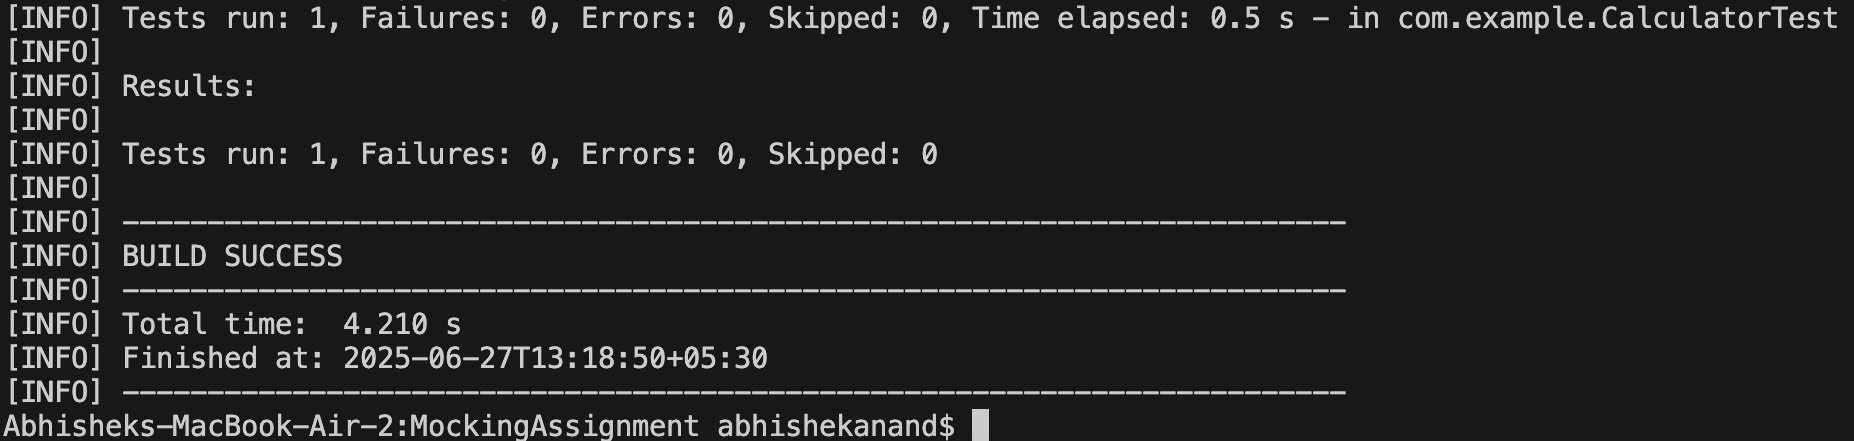 [INFO] Tests run: 1, Failures: 0, Errors: 0, Skipped: 0, Time elapsed: 0.5 s - in com.example.CalculatorTest
[INFO]
[INFO] Results:
[INFO]
[INFO] Tests run: 1, Failures: 0, Errors: 0, Skipped: 0
[INFO]
[INFO] ------------------------------------------------------------------------
[INFO] BUILD SUCCESS
[INFO] ------------------------------------------------------------------------
[INFO] Total time:  4.210 s
[INFO] Finished at: 2025-06-27T13:18:50+05:30
[INFO] ------------------------------------------------------------------------
Abhisheks-MacBook-Air-2:MockingAssignment abhishekanand$